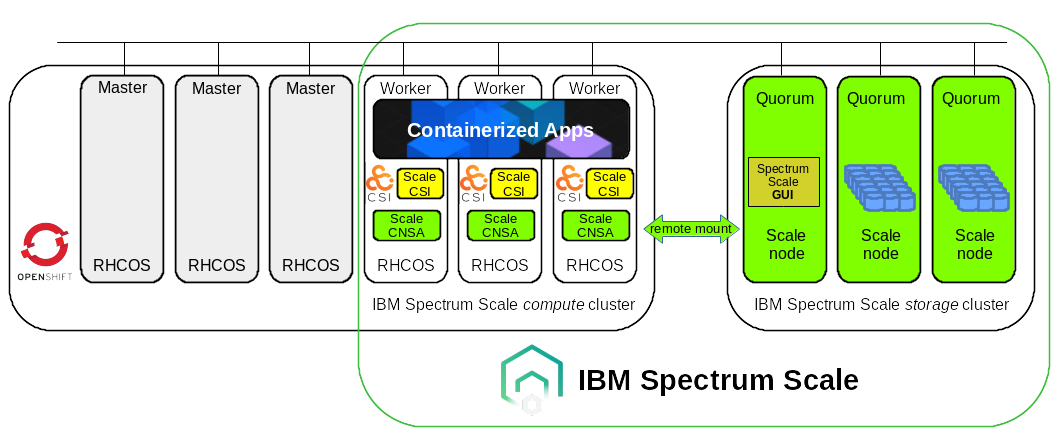 Master
Master
Master
Worker
Worker
Worker
Containerized Apps
CSI
Scale
CSI
CSI
Scale
CSI
CSI
Scale
CSI
Scale
CNSA
Scale
CNSA
Scale
CNSA
OPENSHIFT
RHCOS
RHCOS
RHCOS
RHCOS
RHCOS
RHCOS
IBM Spectrum Scale compute cluster
remote mount
Quorum
Quorum
Quorum
Spectrum
Scale
GUI
Scale
node
Scale
node
Scale
node
IBM Spectrum Scale storage cluster
IBM Spectrum Scale